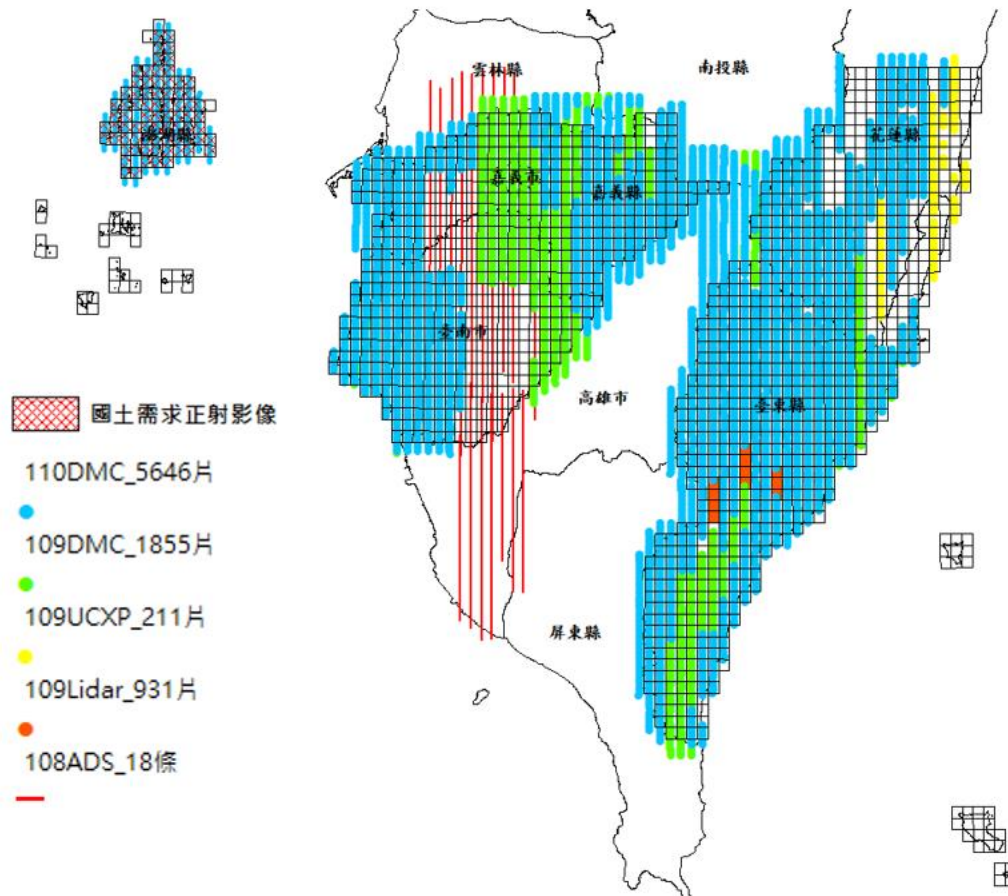 雲林縣
南投縣
澎湖縣
花蓮縣
嘉義市
嘉義縣
臺南市
高雄市
臺東縣
屏東縣
國土需求正射影像
110DMC_5646片
109DMC_1855片
109UCXP_211片
109Lidar_931片
108ADS_18條